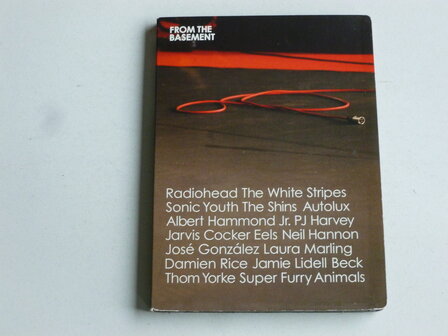 FROM THE
BASEMENT
Radiohead The White Stripes
Sonic Youth The Shins Autolux
Albert Hammond Jr. PJ Harvey
Jarvis Cocker Eels Neil Hannon
José González Laura Marling
Damien Rice Jamie Lidell Beck
Thom Yorke Super Furry Animals